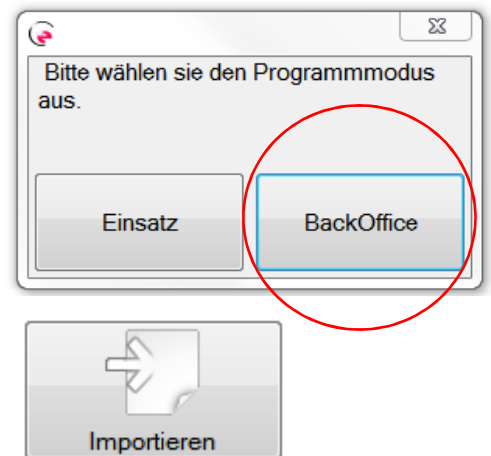 Bitte wählen sie den Programmmodus
aus.
Einsatz
BackOffice
Importieren